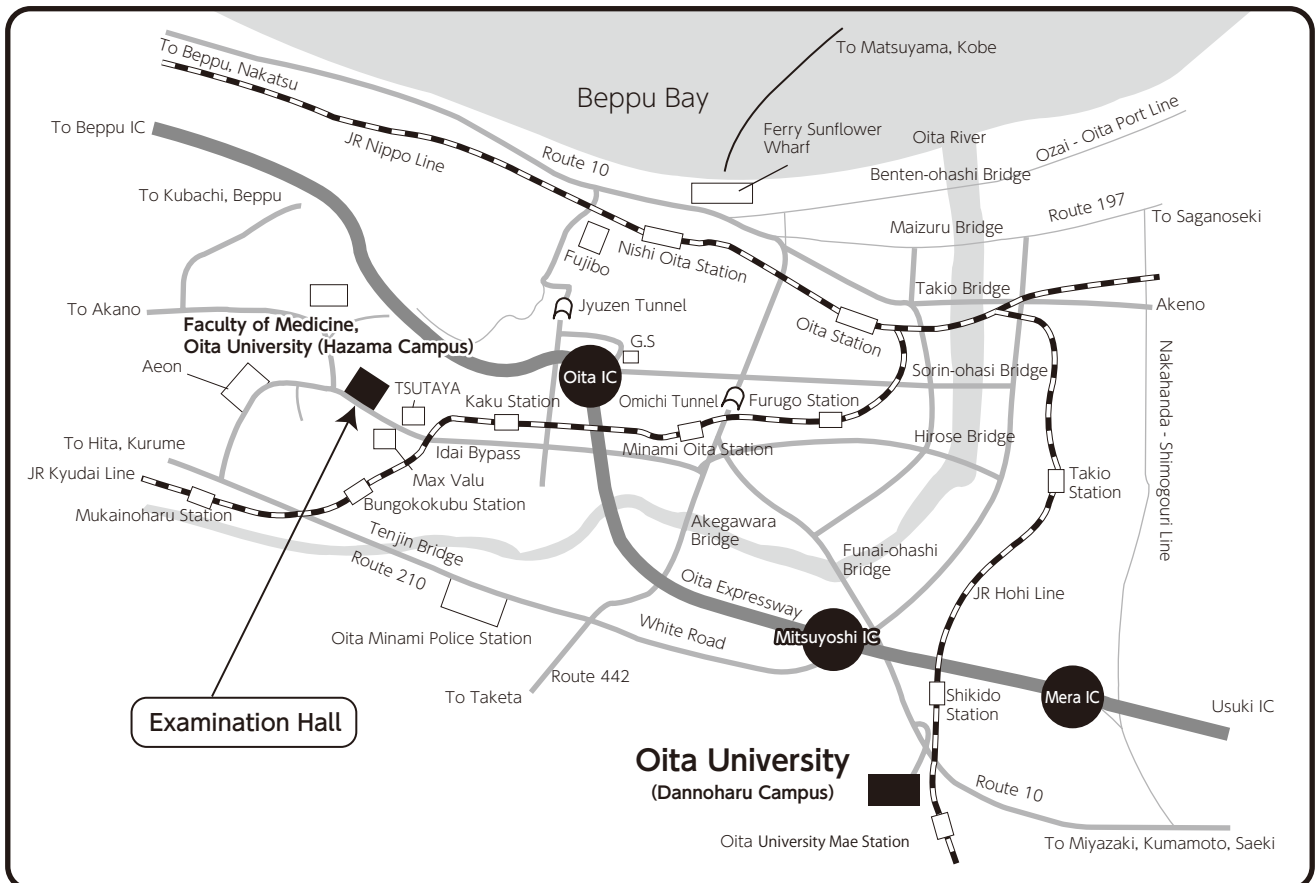 To Beppu, Nakatsu
To Matsuyama, Kobe
Beppu Bay
To Beppu IC
JR Nippo Line
Route 10
Ferry Sunflower
Wharf
Oita River
Ozai - Oita Port Line
Benten-ohashi Bridge
To Kubachi, Beppu
Route 197
To Saganoseki
Maizuru Bridge
Fujibo
Nishi Oita Station
Takio Bridge
Akeno
To Akano
Jyuzen Tunnel
Oita Station
Faculty of Medicine,
Oita University (Hazama Campus)
G.S
Aeon
Oita IC
Sorin-ohasi Bridge
Nakahanda - Shimogouri Line
TSUTAYA
Kaku Station
Omichi Tunnel
Furugo Station
To Hita, Kurume
Idai Bypass
Minami Oita Station
Hirose Bridge
JR Kyudai Line
Max Valu
Takio
Station
Bungokokubu Station
Mukainoharu Station
Tenjin Bridge
Akegawara
Bridge
Funai-ohashi
Bridge
Route 210
Oita Expressway
JR Hohi Line
Oita Minami Police Station
White Road
Mitsuyoshi IC
Route 442
To Taketa
Shikido
Station
Mera IC
Usuki IC
Examination Hall
Oita University
(Dannoharu Campus)
Route 10
Oita University Mae Station
To Miyazaki, Kumamoto, Saeki